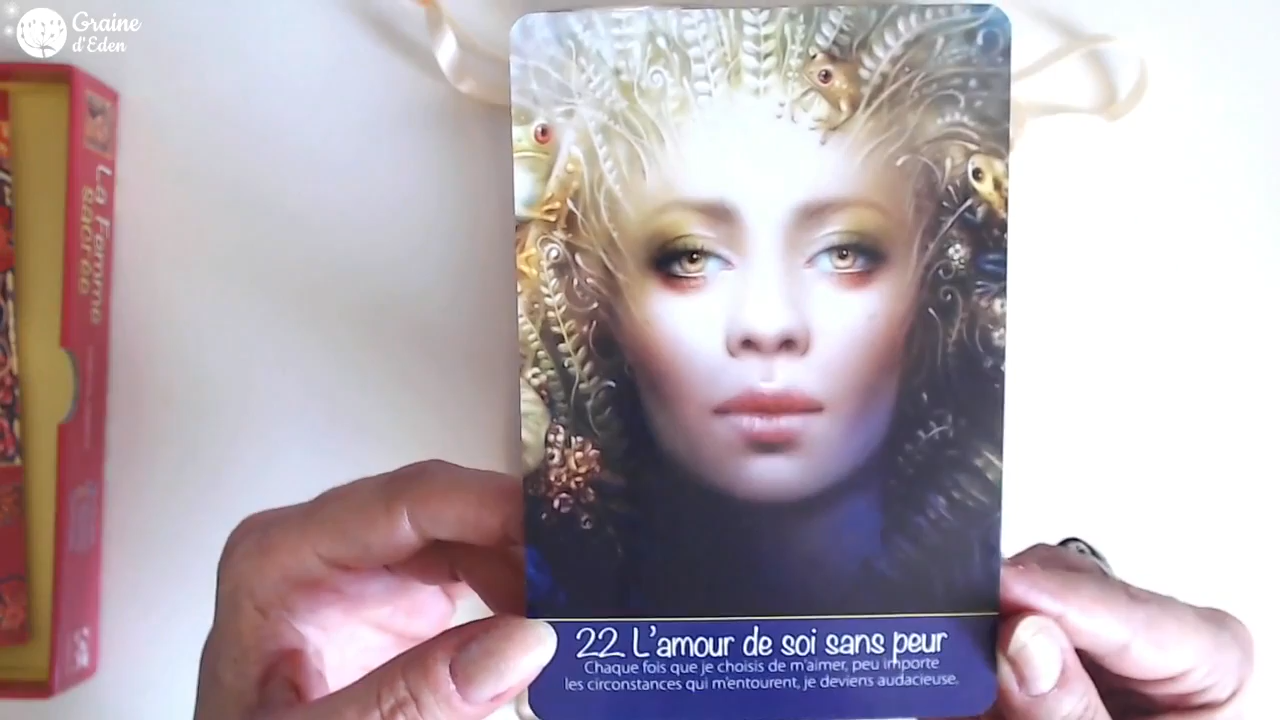 Graine
d'Eden
La Femme
sacrée
22. L'amour de soi sans peur
Chaque fois que je choisis de m'aimer, peu importe
les circonstances qui m'entourent, je deviens audacieuse.